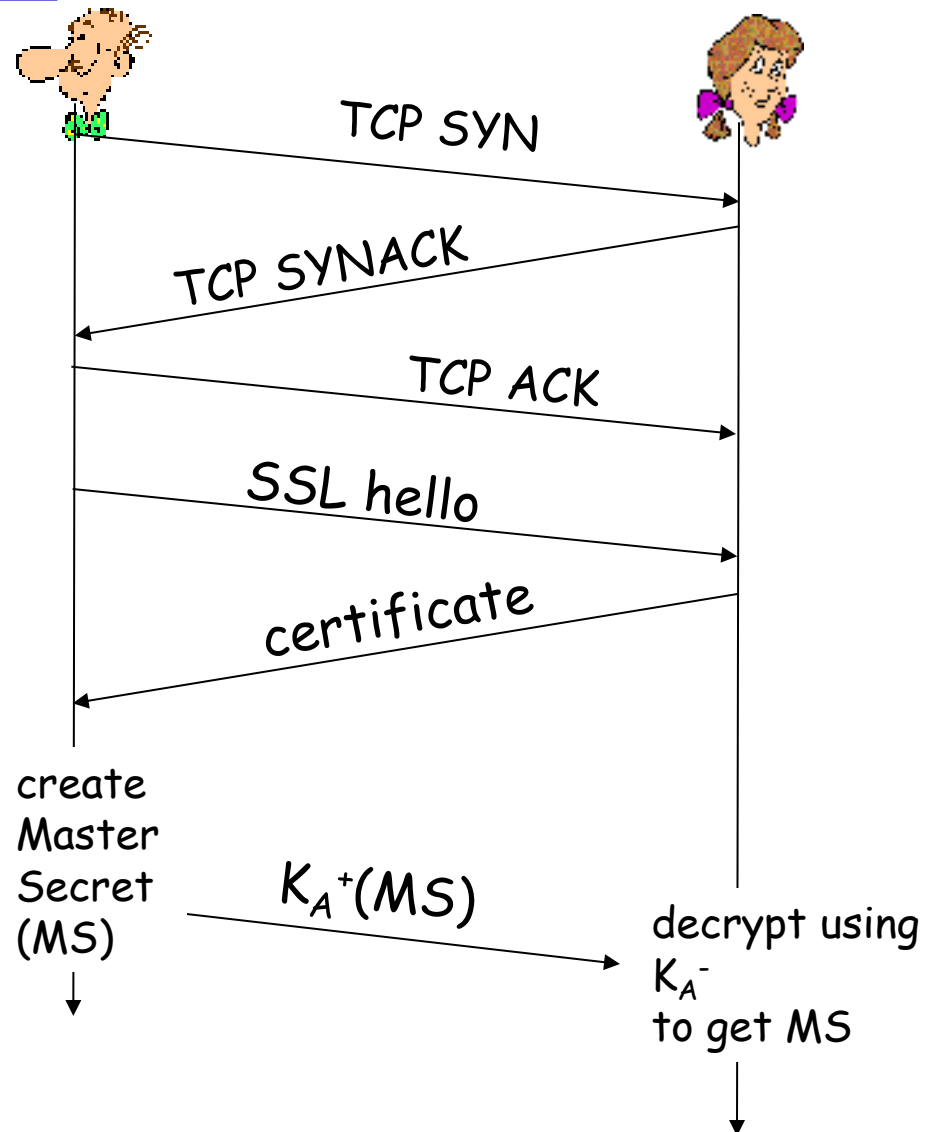 TCP SYN
TCP SYNACK
TCP ACK
SSL hello
certificate
create
Master
Secret
(MS)
K_A^+(MS)
decrypt using
K_A^-
to get MS